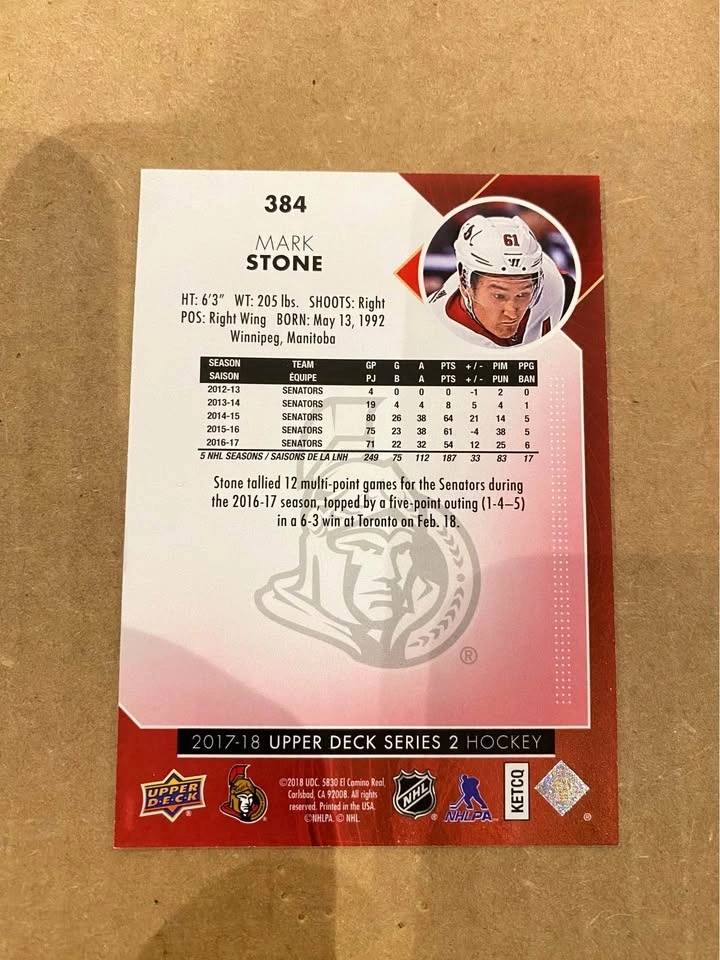 384
MARK
STONE
61
HT: 6'3" WT: 205 lbs. SHOOTS: Right
POS: Right Wing BORN: May 13, 1992
Winnipeg, Manitoba
SEASON TEAM GP G A PTS + / - PIM PPG
SAISON ÉQUIPE PJ B A PTS + / - PUN BAN
2012-13 SENATORS 4 0 0 0 -1 2 0
2013-14 SENATORS 19 4 4 8 5 4 1
2014-15 SENATORS 80 26 38 64 21 14 5
2015-16 SENATORS 75 23 38 61 -4 38 5
2016-17 SENATORS 71 22 32 54 12 25 6
5 NHL SEASONS / SAISONS DE LA LNH 249 75 112 187 33 83 17
Stone tallied 12 multi-point games for the Senators during
the 2016-17 season, topped by a five-point outing (1-4–5)
in a 6-3 win at Toronto on Feb. 18.
®
2017-18 UPPER DECK SERIES 2 HOCKEY
UPPER
D·E·C·K
®
©2018 UDC. 5830 El Camino Real,
Carlsbad, CA 92008. All rights
reserved. Printed in the USA.
©NHLPA. © NHL.
NHL
NHLPA
KETCQ
®